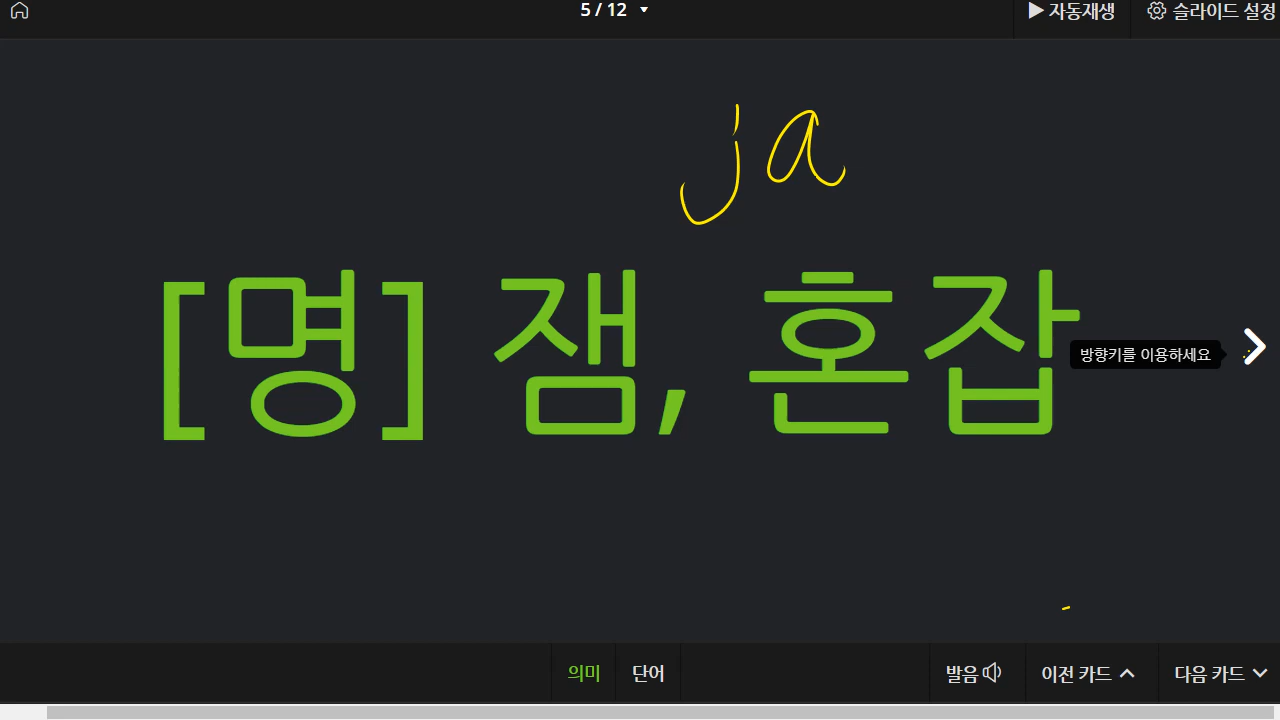 5 / 12
자동재생
슬라이드 설정
ja
[명] 잼, 혼잡
방향키를 이용하세요
의미
단어
발음
이전 카드
다음 카드